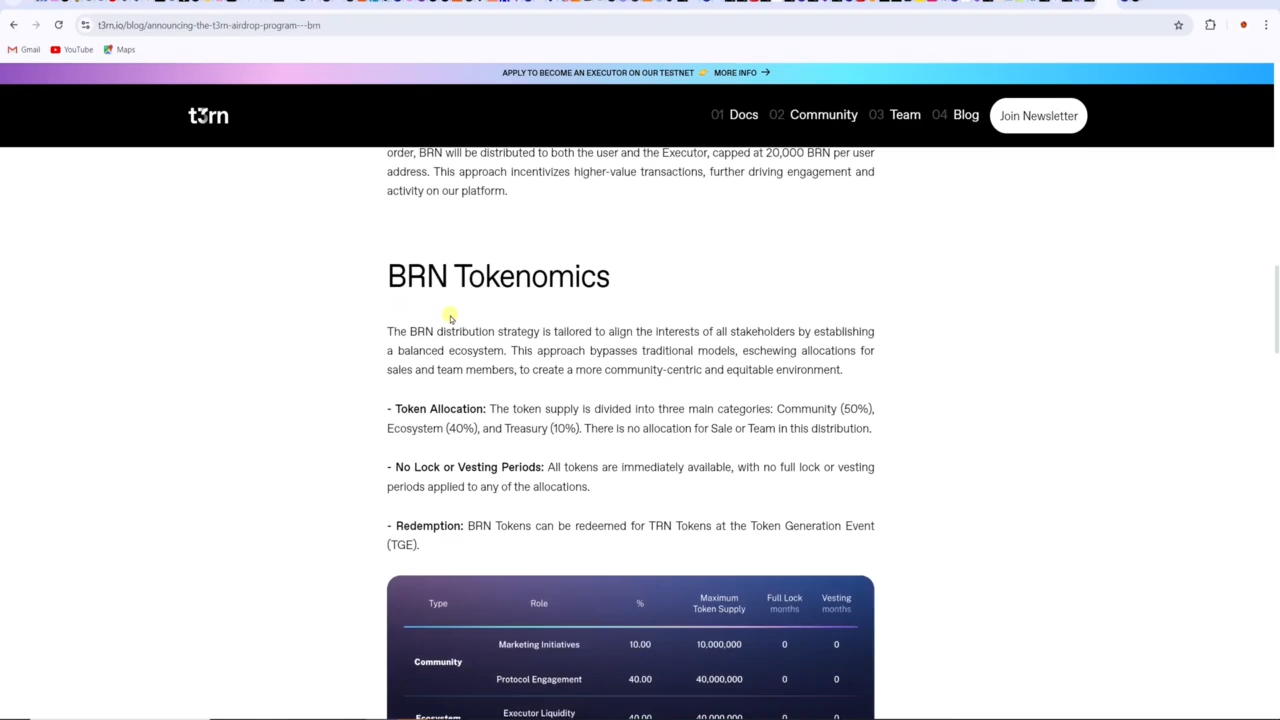 t3rn.io/blog/announcing-the-t3rn-airdrop-program---brn
Gmail YouTube Maps
APPLY TO BECOME AN EXECUTOR ON OUR TESTNET MORE INFO →
t3rn 01 Docs 02 Community 03 Team 04 Blog Join Newsletter
order, BRN will be distributed to both the user and the Executor, capped at 20,000 BRN per user
address. This approach incentivizes higher-value transactions, further driving engagement and
activity on our platform.
BRN Tokenomics
The BRN distribution strategy is tailored to align the interests of all stakeholders by establishing
a balanced ecosystem. This approach bypasses traditional models, eschewing allocations for
sales and team members, to create a more community-centric and equitable environment.
- Token Allocation: The token supply is divided into three main categories: Community (50%),
Ecosystem (40%), and Treasury (10%). There is no allocation for Sale or Team in this distribution.
- No Lock or Vesting Periods: All tokens are immediately available, with no full lock or vesting
periods applied to any of the allocations.
- Redemption: BRN Tokens can be redeemed for TRN Tokens at the Token Generation Event
(TGE).
Type Role % Maximum Token Supply Full Lock months Vesting months
Marketing Initiatives 10.00 10,000,000 0 0
Community
Protocol Engagement 40.00 40,000,000 0 0
Ecosystem Executor Liquidity 40.00 40,000,000 0 0